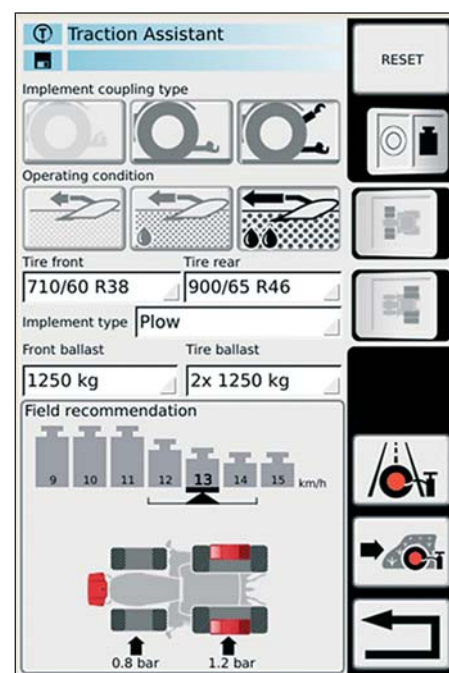 T Traction Assistant
RESET
Implement coupling type
Operating condition
Tire front Tire rear
710/60 R38 900/65 R46
Implement type Plow
Front ballast Tire ballast
1250 kg 2x 1250 kg
Field recommendation
9 10 11 12 13 14 15 km/h
0.8 bar 1.2 bar